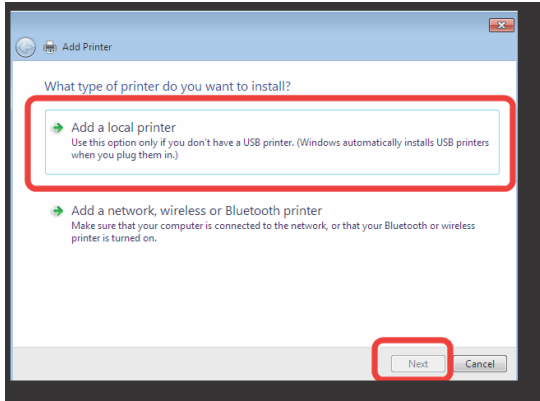 Add Printer
What type of printer do you want to install?
Add a local printer
Use this option only if you don't have a USB printer. (Windows automatically installs USB printers
when you plug them in.)
Add a network, wireless or Bluetooth printer
Make sure that your computer is connected to the network, or that your Bluetooth or wireless
printer is turned on.
Next Cancel